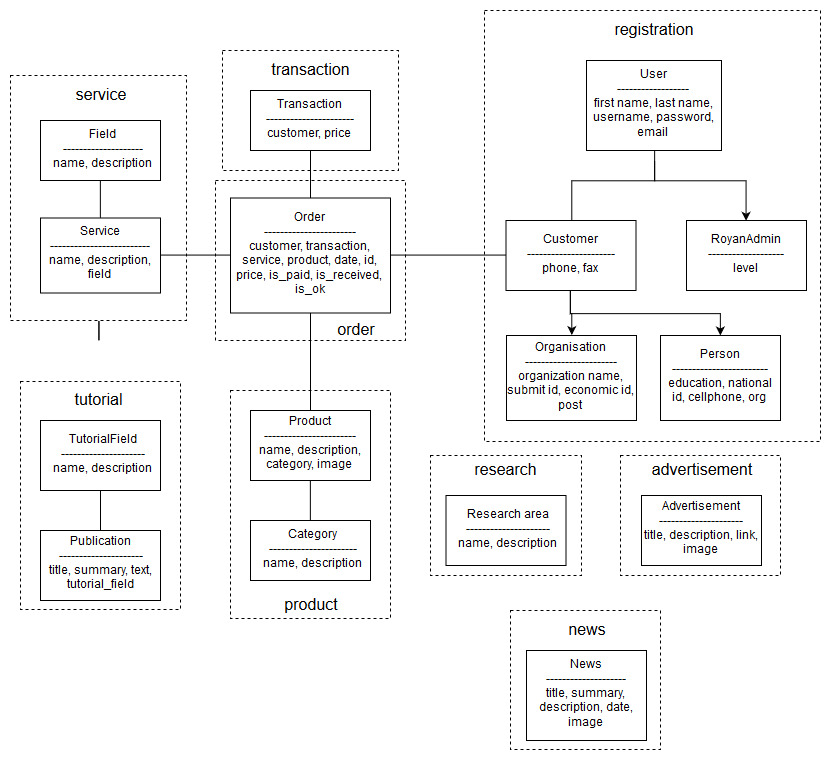 registration
User
first name, last name,
username, password,
email
Customer
phone, fax
RoyanAdmin
level
Organisation
organization name,
submit id, economic id,
post
Person
education, national
id, cellphone, org
transaction
Transaction
customer, price
service
Field
name, description
Service
name, description,
field
Order
customer, transaction,
service, product, date, id,
price, is_paid, is_received,
is_ok
order
tutorial
TutorialField
name, description
Publication
title, summary, text,
tutorial_field
Product
name, description,
category, image
Category
name, description
product
research
Research area
name, description
advertisement
Advertisement
title, description, link,
image
news
News
title, summary,
description, date,
image